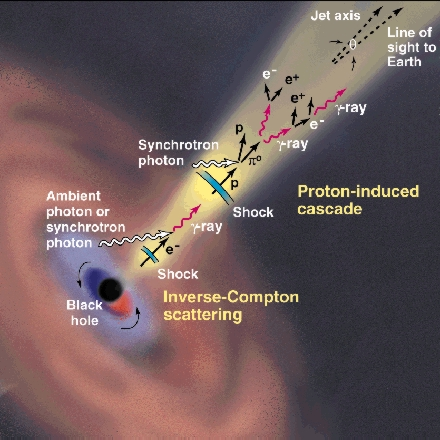 Jet axis
θ
Line of
sight to
Earth
e⁻
e⁺
e⁺
γ-ray
e⁻
p
γ-ray
Synchrotron
photon
π⁰
p
Shock
Proton-induced
cascade
Ambient
photon or
synchrotron
photon
γ-ray
e⁻
Shock
Black
hole
Inverse-Compton
scattering